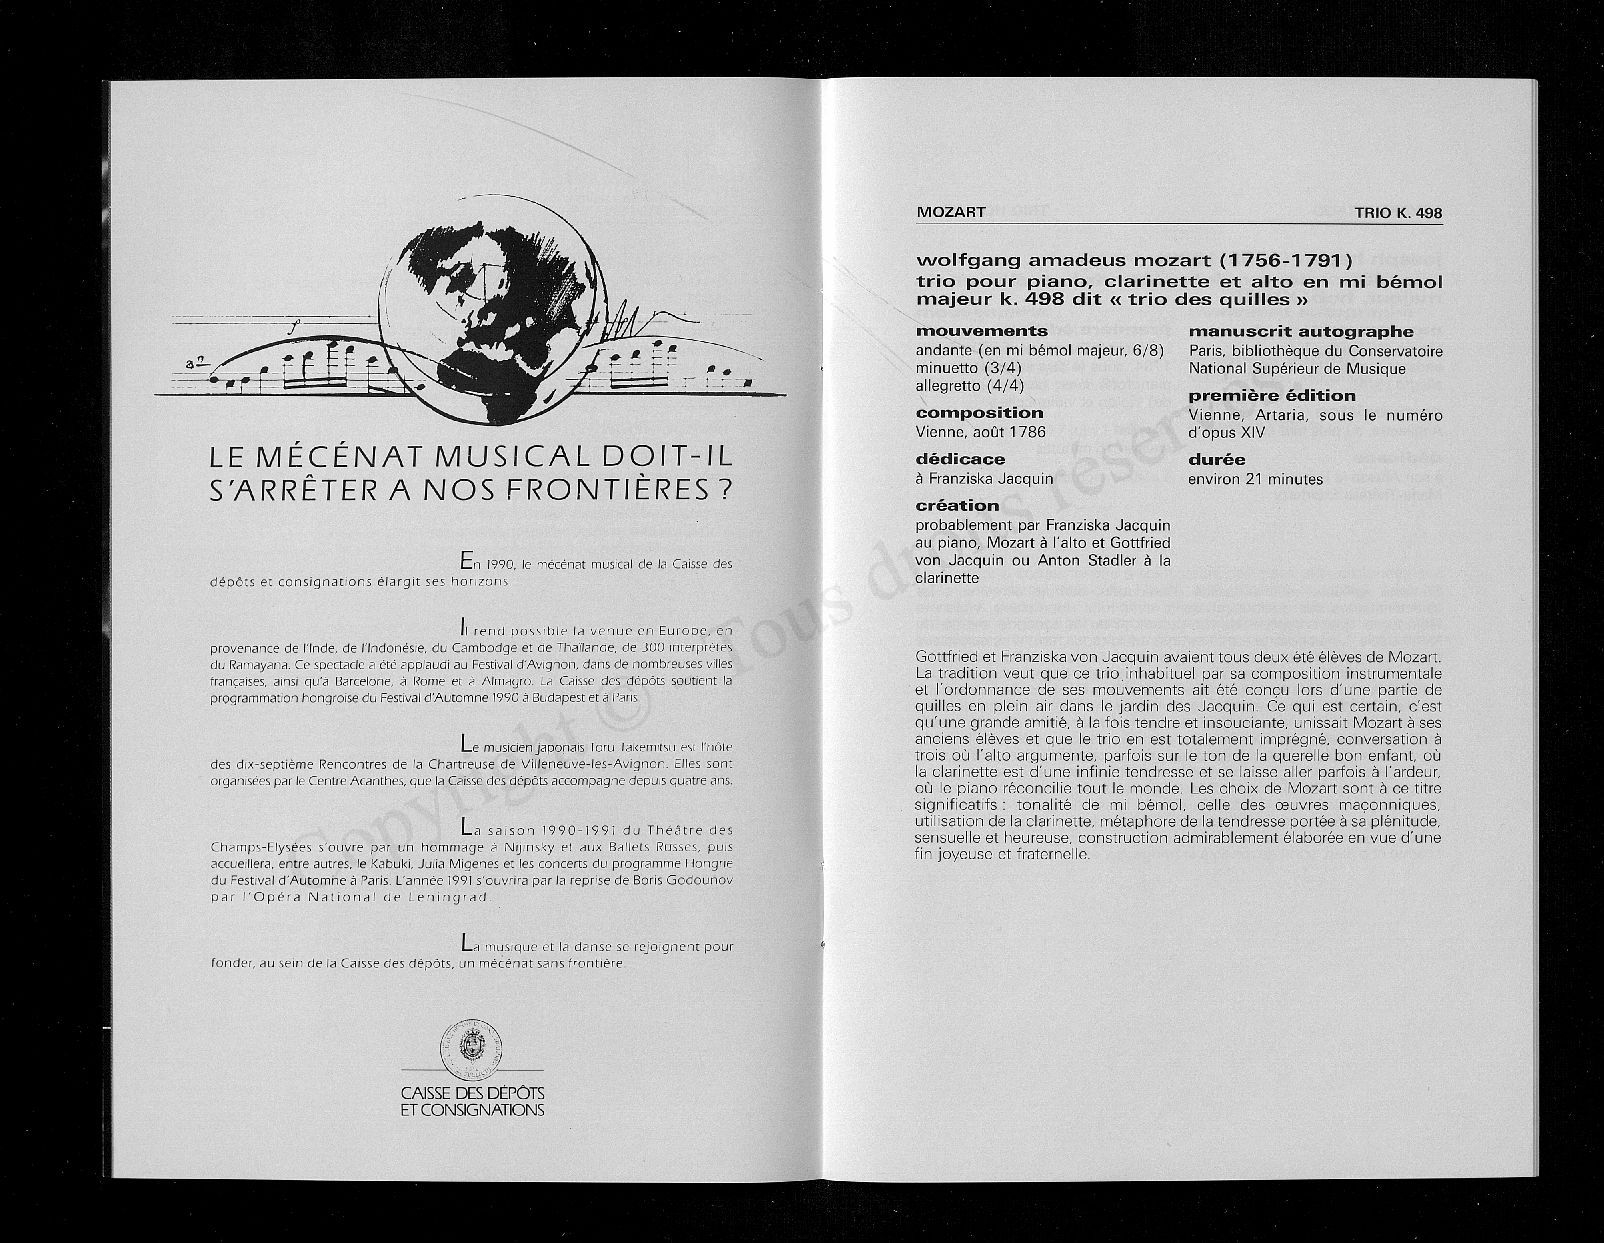 LE MÉCÉNAT MUSICAL DOIT-IL
S'ARRÊTER A NOS FRONTIÈRES ?
En 1990, le mécénat musical de la Caisse des
dépôts et consignations élargit ses horizons.
Il rend possible la venue en Europe, en
provenance de l'Inde, de l'Indonésie, du Cambodge et de Thaïlande, de 300 interprètes
du Ramayana. Ce spectacle a été applaudi au Festival d'Avignon, dans de nombreuses villes
françaises, ainsi qu'à Barcelone, à Rome et à Almagro. La Caisse des dépôts soutient la
programmation hongroise du Festival d'Automne 1990 à Budapest et à Paris.
Le musicien japonais Toru Takemitsu est l'hôte
des dix-septième Rencontres de la Chartreuse de Villeneuve-les-Avignon. Elles sont
organisées par le Centre Acanthes, que la Caisse des dépôts accompagne depuis quatre ans.
La saison 1990-1991 du Théâtre des
Champs-Elysées s'ouvre par un hommage à Nijinsky et aux Ballets Russes, puis
accueillera, entre autres, le Kabuki, Julia Migenes et les concerts du programme Hongrie
du Festival d'Automne à Paris. L'année 1991 s'ouvrira par la reprise de Boris Godounov
par l'Opéra National de Leningrad.
La musique et la danse se rejoignent pour
fonder, au sein de la Caisse des dépôts, un mécénat sans frontière.
CAISSE DES DÉPÔTS
ET CONSIGNATIONS
MOZART TRIO K. 498
wolfgang amadeus mozart (1756-1791)
trio pour piano, clarinette et alto en mi bémol
majeur k. 498 dit « trio des quilles »
mouvements
andante (en mi bémol majeur, 6/8)
minuetto (3/4)
allegretto (4/4)
composition
Vienne, août 1786
dédicace
à Franziska Jacquin
création
probablement par Franziska Jacquin
au piano, Mozart à l'alto et Gottfried
von Jacquin ou Anton Stadler à la
clarinette
manuscrit autographe
Paris, bibliothèque du Conservatoire
National Supérieur de Musique
première édition
Vienne, Artaria, sous le numéro
d'opus XIV
durée
environ 21 minutes
Gottfried et Franziska von Jacquin avaient tous deux été élèves de Mozart.
La tradition veut que ce trio inhabituel par sa composition instrumentale
et l'ordonnance de ses mouvements ait été conçu lors d'une partie de
quilles en plein air dans le jardin des Jacquin. Ce qui est certain, c'est
qu'une grande amitié, à la fois tendre et insouciante, unissait Mozart à ses
anciens élèves et que le trio en est totalement imprégné, conversation à
trois où l'alto argumente, parfois sur le ton de la querelle bon enfant, où
la clarinette est d'une infinie tendresse et se laisse aller parfois à l'ardeur,
où le piano réconcilie tout le monde. Les choix de Mozart sont à ce titre
significatifs : tonalité de mi bémol, celle des œuvres maçonniques,
utilisation de la clarinette, métaphore de la tendresse portée à sa plénitude,
sensuelle et heureuse, construction admirablement élaborée en vue d'une
fin joyeuse et fraternelle.
Copyright © Tous droits réservés